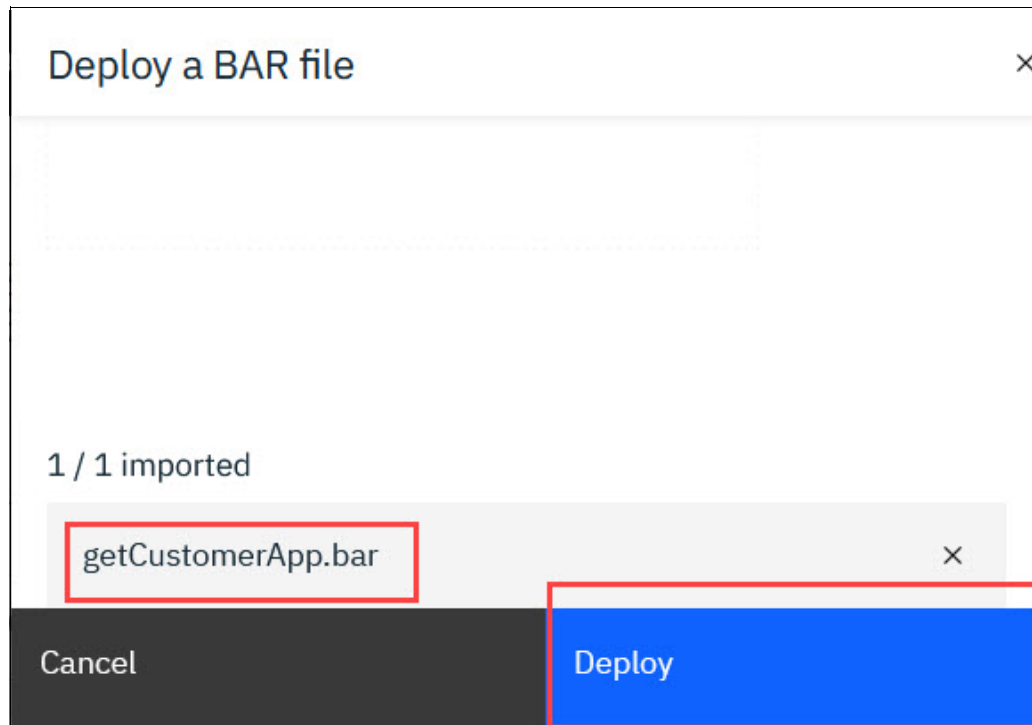 Deploy a BAR file
1 / 1 imported
getCustomerApp.bar
Cancel
Deploy